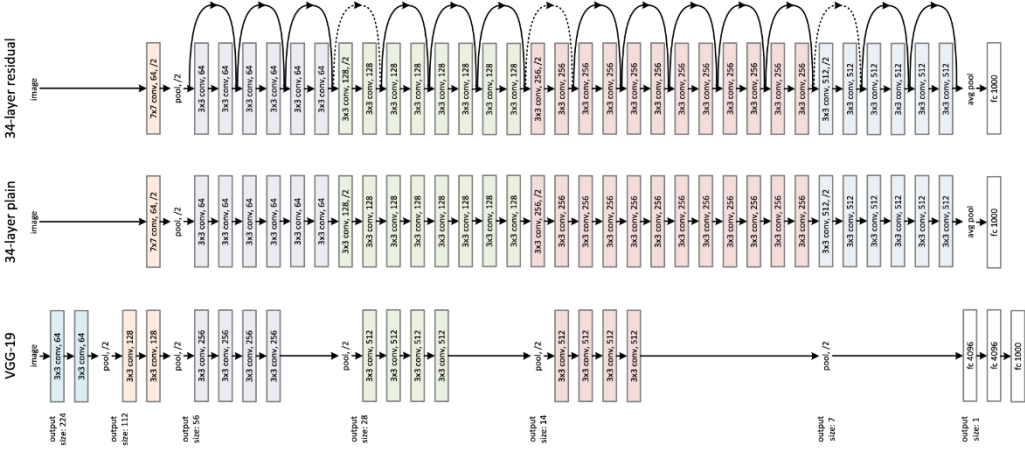 VGG-19
output
size: 224
image
3x3 conv, 64
3x3 conv, 64
output
size: 112
pool, /2
3x3 conv, 128
3x3 conv, 128
output
size: 56
pool, /2
3x3 conv, 256
3x3 conv, 256
3x3 conv, 256
3x3 conv, 256
output
size: 28
pool, /2
3x3 conv, 512
3x3 conv, 512
3x3 conv, 512
3x3 conv, 512
output
size: 14
pool, /2
3x3 conv, 512
3x3 conv, 512
3x3 conv, 512
3x3 conv, 512
output
size: 7
pool, /2
output
size: 1
fc 4096
fc 4096
fc 1000
34-layer plain
image
7x7 conv, 64, /2
pool, /2
3x3 conv, 64
3x3 conv, 64
3x3 conv, 64
3x3 conv, 64
3x3 conv, 64
3x3 conv, 64
3x3 conv, 128, /2
3x3 conv, 128
3x3 conv, 128
3x3 conv, 128
3x3 conv, 128
3x3 conv, 128
3x3 conv, 128
3x3 conv, 128
3x3 conv, 256, /2
3x3 conv, 256
3x3 conv, 256
3x3 conv, 256
3x3 conv, 256
3x3 conv, 256
3x3 conv, 256
3x3 conv, 256
3x3 conv, 256
3x3 conv, 256
3x3 conv, 256
3x3 conv, 256
3x3 conv, 512, /2
3x3 conv, 512
3x3 conv, 512
3x3 conv, 512
3x3 conv, 512
3x3 conv, 512
avg pool
fc 1000
34-layer residual
image
7x7 conv, 64, /2
pool, /2
3x3 conv, 64
3x3 conv, 64
3x3 conv, 64
3x3 conv, 64
3x3 conv, 64
3x3 conv, 64
3x3 conv, 128, /2
3x3 conv, 128
3x3 conv, 128
3x3 conv, 128
3x3 conv, 128
3x3 conv, 128
3x3 conv, 128
3x3 conv, 128
3x3 conv, 256, /2
3x3 conv, 256
3x3 conv, 256
3x3 conv, 256
3x3 conv, 256
3x3 conv, 256
3x3 conv, 256
3x3 conv, 256
3x3 conv, 256
3x3 conv, 256
3x3 conv, 256
3x3 conv, 256
3x3 conv, 512, /2
3x3 conv, 512
3x3 conv, 512
3x3 conv, 512
3x3 conv, 512
3x3 conv, 512
avg pool
fc 1000